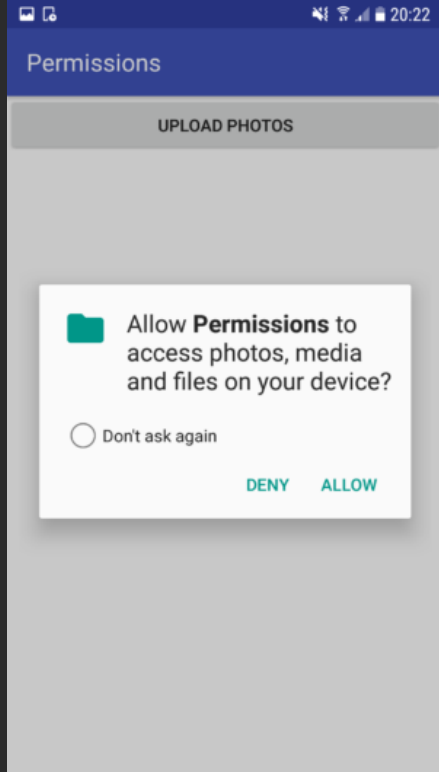 20:22
Permissions
UPLOAD PHOTOS
Allow Permissions to
access photos, media
and files on your device?
Don't ask again
DENY ALLOW